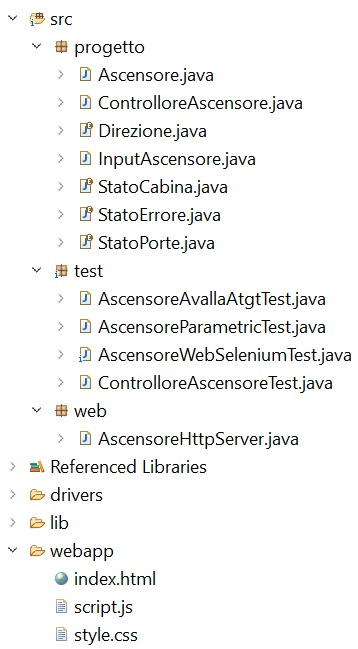 src
progetto
Ascensore.java
ControlloreAscensore.java
Direzione.java
InputAscensore.java
StatoCabina.java
StatoErrore.java
StatoPorte.java
test
AscensoreAvallaAtgtTest.java
AscensoreParametricTest.java
AscensoreWebSeleniumTest.java
ControlloreAscensoreTest.java
web
AscensoreHttpServer.java
Referenced Libraries
drivers
lib
webapp
index.html
script.js
style.css